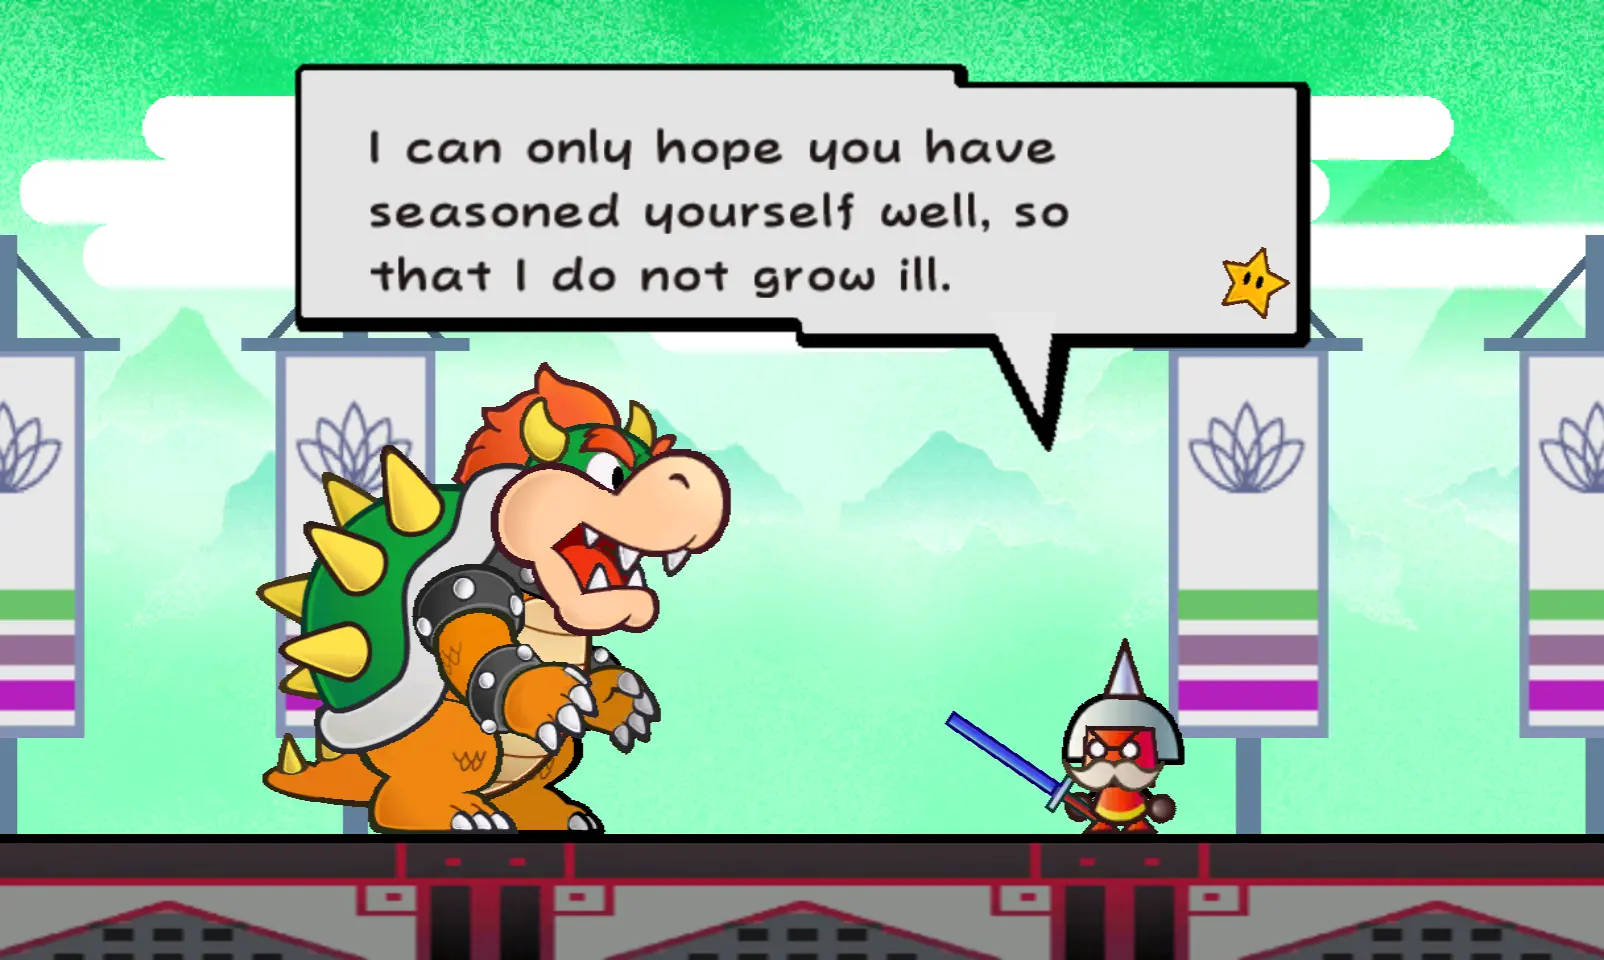 I can only hope you have
seasoned yourself well, so
that I do not grow ill.